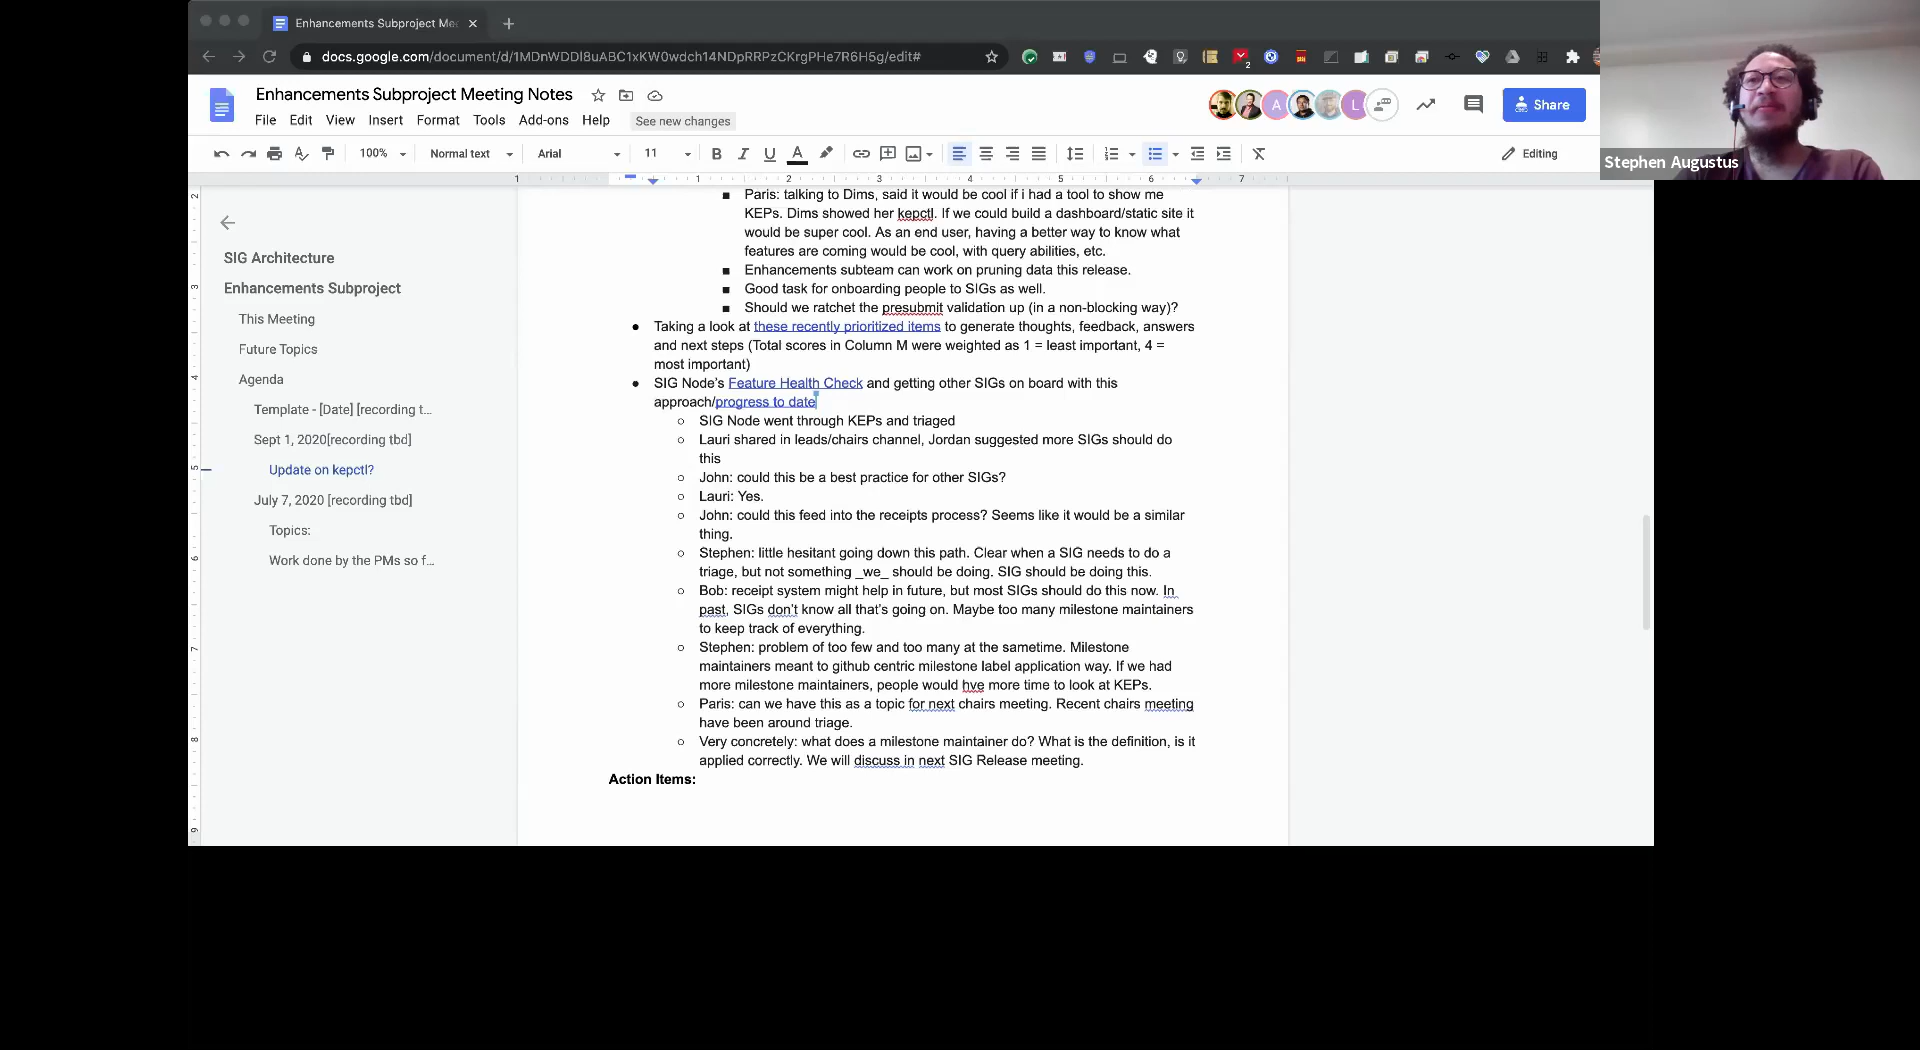 Enhancements Subproject Mee
docs.google.com/document/d/1MDnWDDl8uABC1xKW0wdch14NDpRRPzCKrgPHe7R6H5g/edit#
2
Enhancements Subproject Meeting Notes
A
L
Share
File Edit View Insert Format Tools Add-ons Help See new changes
100% Normal text Arial 11 Editing
Stephen Augustus
1 1 2 3 4 5 6 7
2
3
4
5
6
7
8
9
SIG Architecture
Enhancements Subproject
This Meeting
Future Topics
Agenda
Template - [Date] [recording t...
Sept 1, 2020[recording tbd]
Update on kepctl?
July 7, 2020 [recording tbd]
Topics:
Work done by the PMs so f...
■ Paris: talking to Dims, said it would be cool if i had a tool to show me
KEPs. Dims showed her kepctl. If we could build a dashboard/static site it
would be super cool. As an end user, having a better way to know what
features are coming would be cool, with query abilities, etc.
■ Enhancements subteam can work on pruning data this release.
■ Good task for onboarding people to SIGs as well.
■ Should we ratchet the presubmit validation up (in a non-blocking way)?
● Taking a look at these recently prioritized items to generate thoughts, feedback, answers
and next steps (Total scores in Column M were weighted as 1 = least important, 4 =
most important)
● SIG Node's Feature Health Check and getting other SIGs on board with this
approach/progress to date
○ SIG Node went through KEPs and triaged
○ Lauri shared in leads/chairs channel, Jordan suggested more SIGs should do
this
○ John: could this be a best practice for other SIGs?
○ Lauri: Yes.
○ John: could this feed into the receipts process? Seems like it would be a similar
thing.
○ Stephen: little hesitant going down this path. Clear when a SIG needs to do a
triage, but not something _we_ should be doing. SIG should be doing this.
○ Bob: receipt system might help in future, but most SIGs should do this now. In
past, SIGs don't know all that's going on. Maybe too many milestone maintainers
to keep track of everything.
○ Stephen: problem of too few and too many at the sametime. Milestone
maintainers meant to github centric milestone label application way. If we had
more milestone maintainers, people would hve more time to look at KEPs.
○ Paris: can we have this as a topic for next chairs meeting. Recent chairs meeting
have been around triage.
○ Very concretely: what does a milestone maintainer do? What is the definition, is it
applied correctly. We will discuss in next SIG Release meeting.
Action Items: